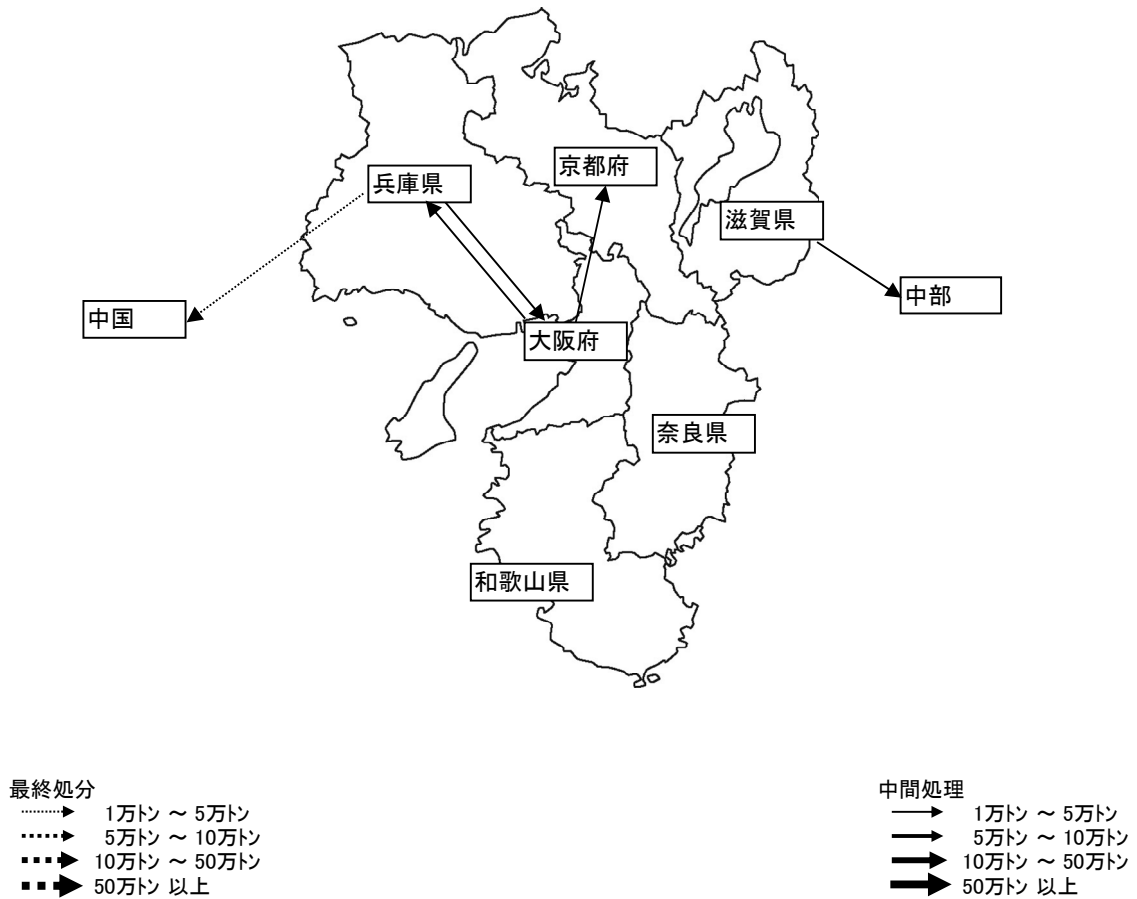 京都府
兵庫県
滋賀県
中部
中国
大阪府
奈良県
和歌山県
最終処分
1万トン ~ 5万トン
5万トン ~ 10万トン
10万トン ~ 50万トン
50万トン 以上
中間処理
1万トン ~ 5万トン
5万トン ~ 10万トン
10万トン ~ 50万トン
50万トン 以上